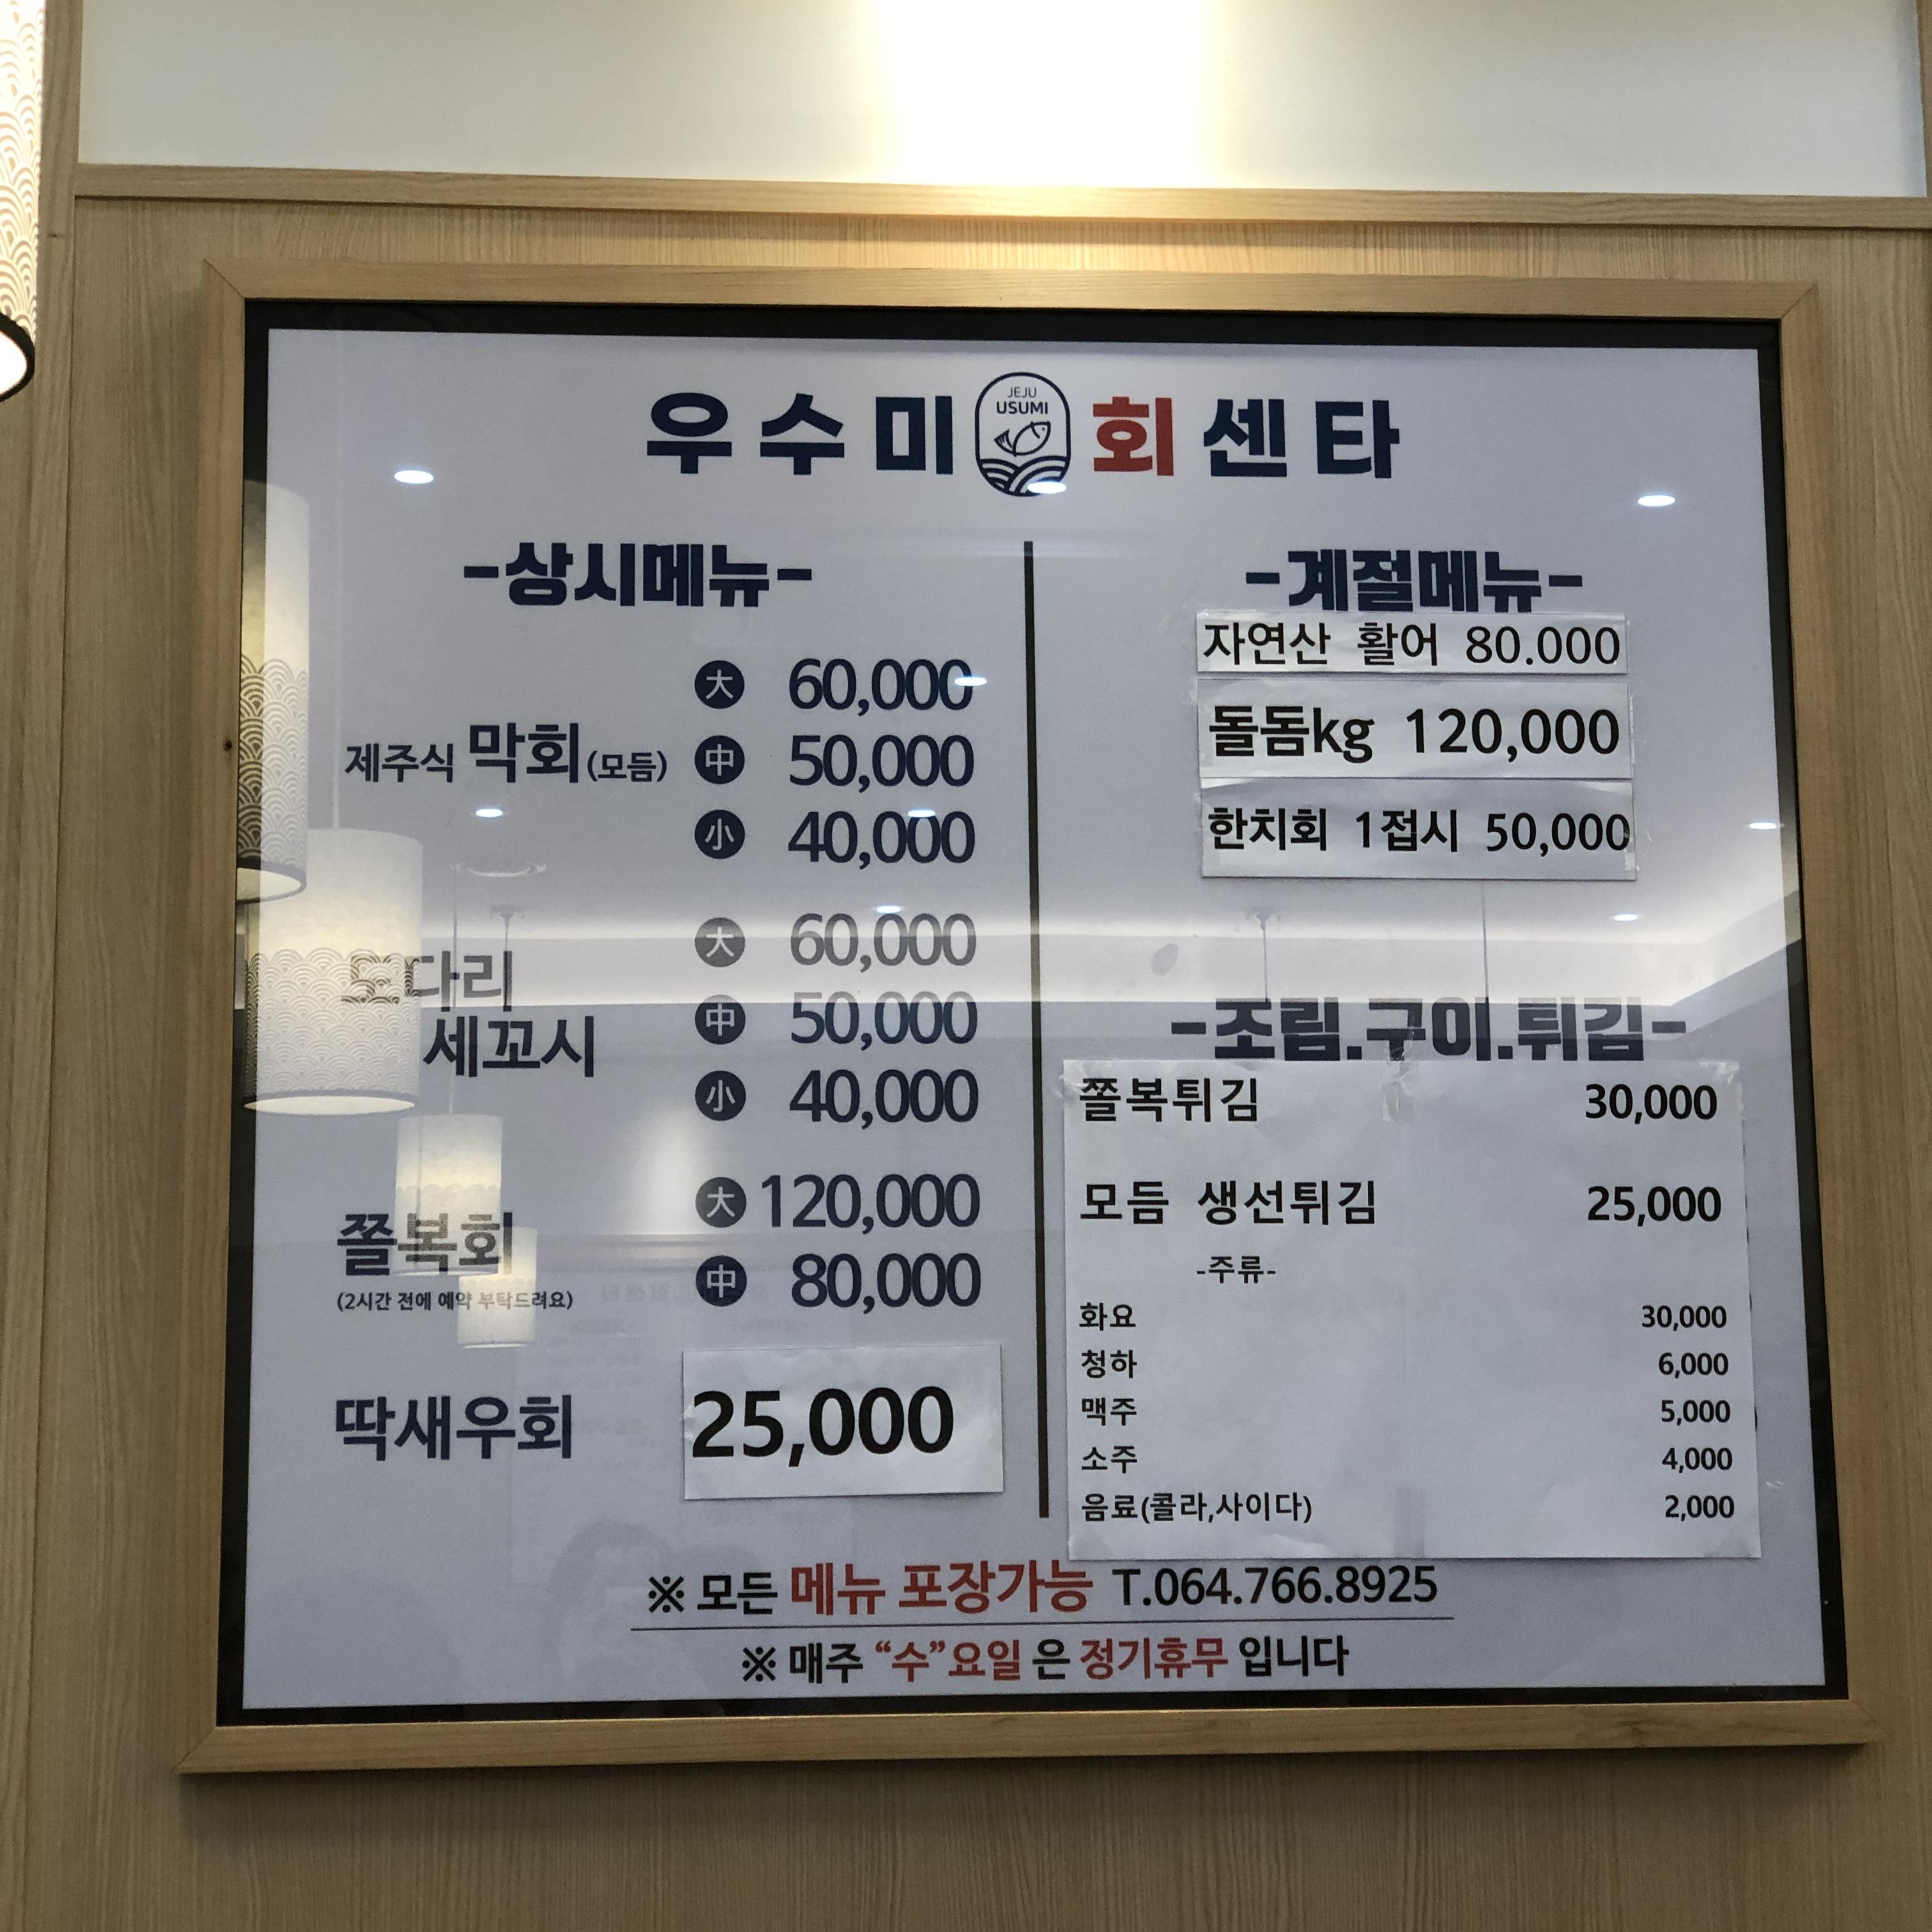 우수미 JEJU USUMI 회센타
-상시메뉴-
제주식 막회(모듬)
大 60,000
中 50,000
小 40,000
도다리
세꼬시
大 60,000
中 50,000
小 40,000
쫄복회
(2시간 전에 예약 부탁드려요)
大 120,000
中 80,000
딱새우회 25,000
-계절메뉴-
자연산 활어 80.000
돌돔kg 120,000
한치회 1접시 50,000
-조림.구이.튀김-
쫄복튀김 30,000
모듬 생선튀김 25,000
-주류-
화요 30,000
청하 6,000
맥주 5,000
소주 4,000
음료(콜라,사이다) 2,000
※ 모든 메뉴 포장가능 T.064.766.8925
※ 매주 “수”요일 은 정기휴무 입니다